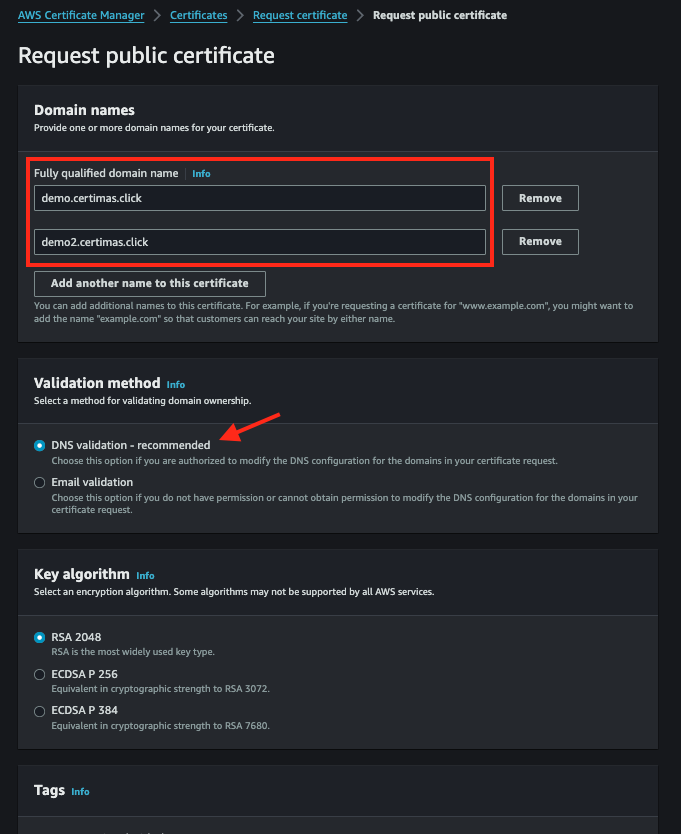 AWS Certificate Manager > Certificates > Request certificate > Request public certificate
Request public certificate
Domain names
Provide one or more domain names for your certificate.
Fully qualified domain name Info
demo.certimas.click Remove
demo2.certimas.click Remove
Add another name to this certificate
You can add additional names to this certificate. For example, if you're requesting a certificate for "www.example.com", you might want to
add the name "example.com" so that customers can reach your site by either name.
Validation method Info
Select a method for validating domain ownership.
DNS validation - recommended
Choose this option if you are authorized to modify the DNS configuration for the domains in your certificate request.
Email validation
Choose this option if you do not have permission or cannot obtain permission to modify the DNS configuration for the domains in your
certificate request.
Key algorithm Info
Select an encryption algorithm. Some algorithms may not be supported by all AWS services.
RSA 2048
RSA is the most widely used key type.
ECDSA P 256
Equivalent in cryptographic strength to RSA 3072.
ECDSA P 384
Equivalent in cryptographic strength to RSA 7680.
Tags Info